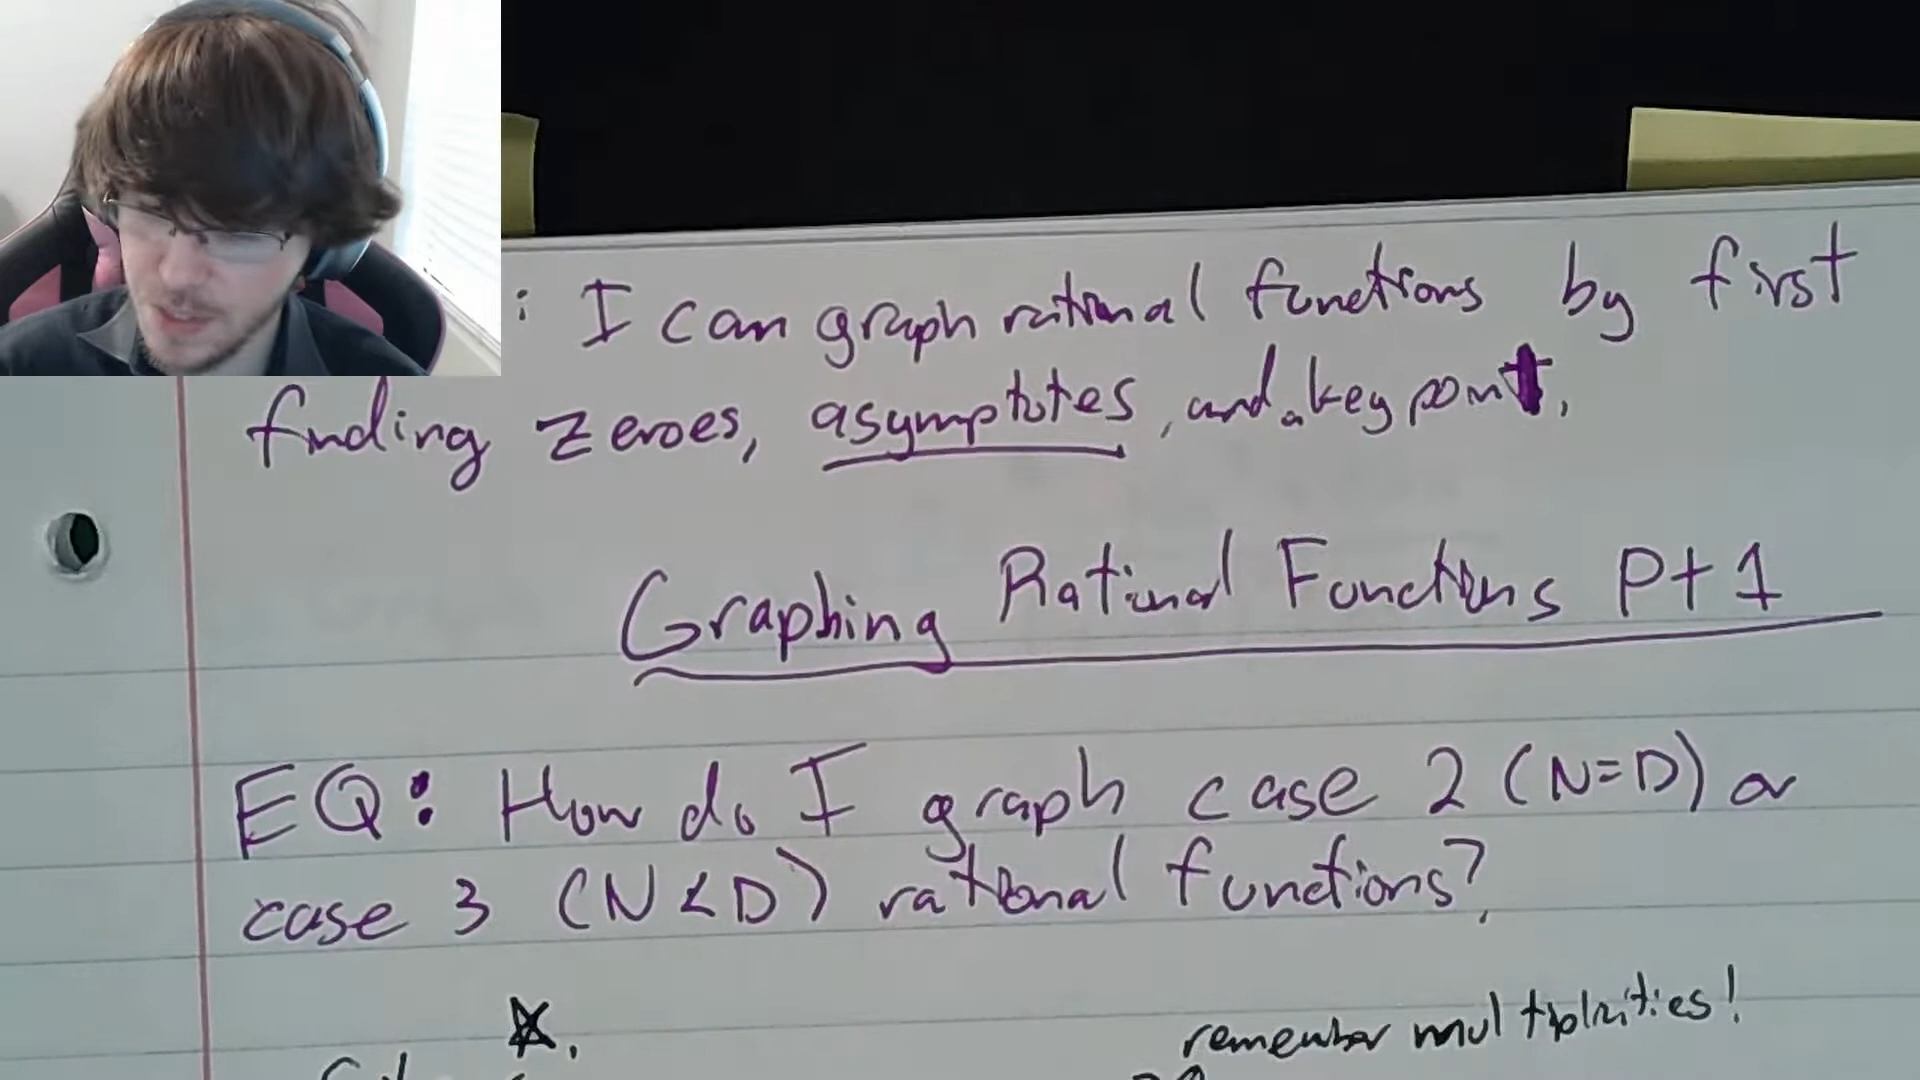 : I can graph rational functions by first
finding zeroes, asymptotes, and a key point.
Graphing Rational Functions Pt 1
EQ: How do I graph case 2 (N=D) or
case 3 (N<D) rational functions?
remember multiplicities!